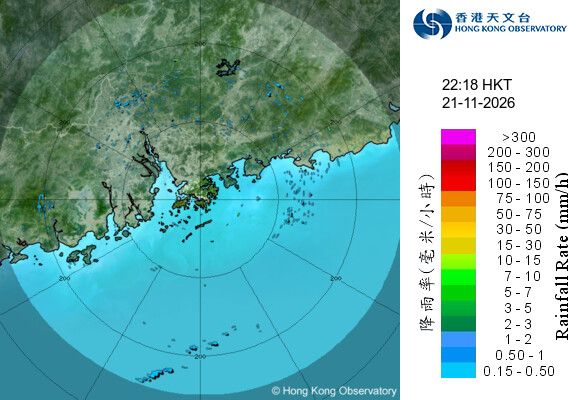 香港天文台
HONG KONG OBSERVATORY
22:18 HKT
21-11-2026
>300
200 - 300
150 - 200
100 - 150
75 - 100
50 - 75
30 - 50
15 - 30
10 - 15
7 - 10
5 - 7
3 - 5
2 - 3
1 - 2
0.50 - 1
0.15 - 0.50
降雨率(毫米/小時)
Rainfall Rate (mm/h)
200
200
200
200
© Hong Kong Observatory